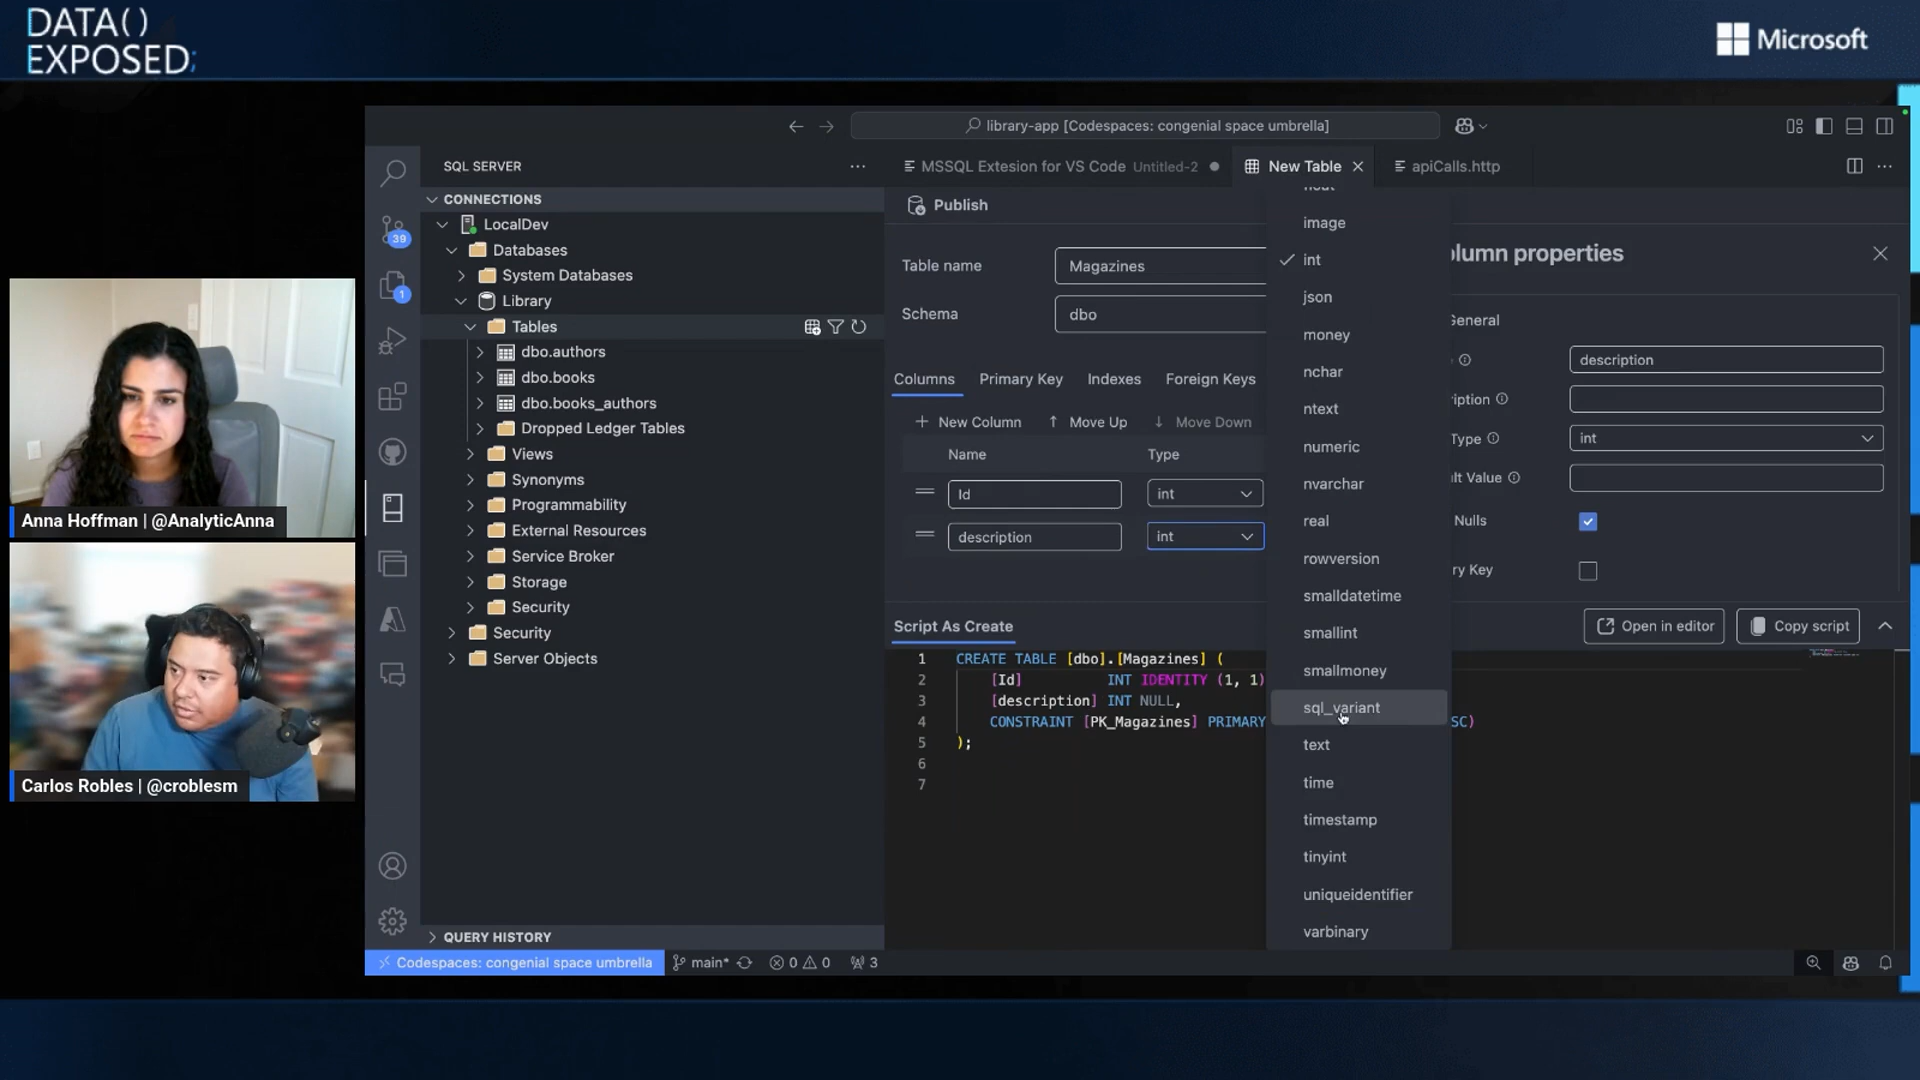 DATA()
EXPOSED;
Microsoft
library-app [Codespaces: congenial space umbrella]
SQL SERVER
MSSQL Extesion for VS Code Untitled-2
New Table
apiCalls.http
CONNECTIONS
LocalDev
Databases
System Databases
Library
Tables
dbo.authors
dbo.books
dbo.books_authors
Dropped Ledger Tables
Views
Synonyms
Programmability
External Resources
Service Broker
Storage
Security
Security
Server Objects
QUERY HISTORY
39
1
Publish
Table name
Magazines
Schema
dbo
Columns
Primary Key
Indexes
Foreign Keys
New Column
Move Up
Move Down
Name
Type
Id
int
description
int
image
int
json
money
nchar
ntext
numeric
nvarchar
real
rowversion
smalldatetime
smallint
smallmoney
sql_variant
text
time
timestamp
tinyint
uniqueidentifier
varbinary
lumn properties
General
description
iption
Type
int
lt Value
Nulls
ry Key
Script As Create
Open in editor
Copy script
1 CREATE TABLE [dbo].[Magazines] (
2 [Id] INT IDENTITY (1, 1)
3 [description] INT NULL,
4 CONSTRAINT [PK_Magazines] PRIMARY SC)
5 );
6
7
Anna Hoffman | @AnalyticAnna
Carlos Robles | @croblesm
Codespaces: congenial space umbrella
main*
0
0
3